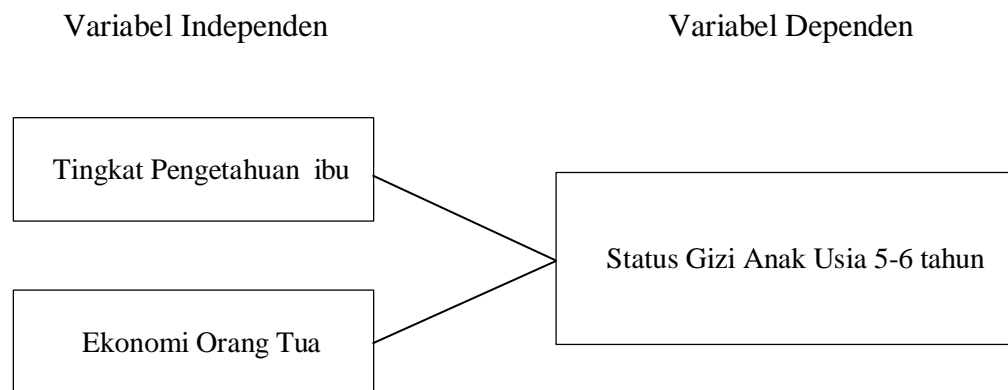 Variabel Independen
Variabel Dependen
Tingkat Pengetahuan ibu
Status Gizi Anak Usia 5-6 tahun
Ekonomi Orang Tua